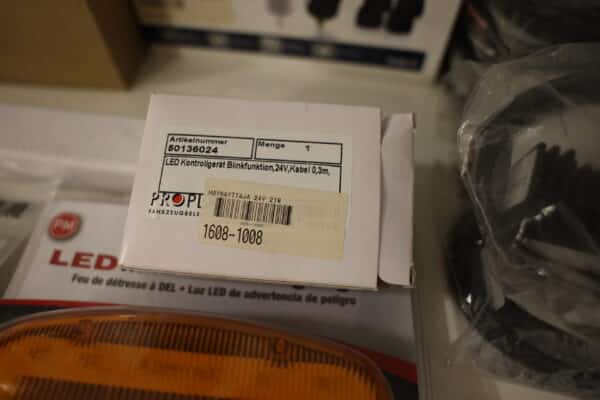 Artikelnummer
50136024
Menge 1
LED Kontrollgerät Blinkfunktion,24V,Kabel 0,3m,
PROPL
FAHRZEUGBELE
24V 21W
1608-1008
LED
Feu de détresse à DEL • Luz LED de advertencia de peligro